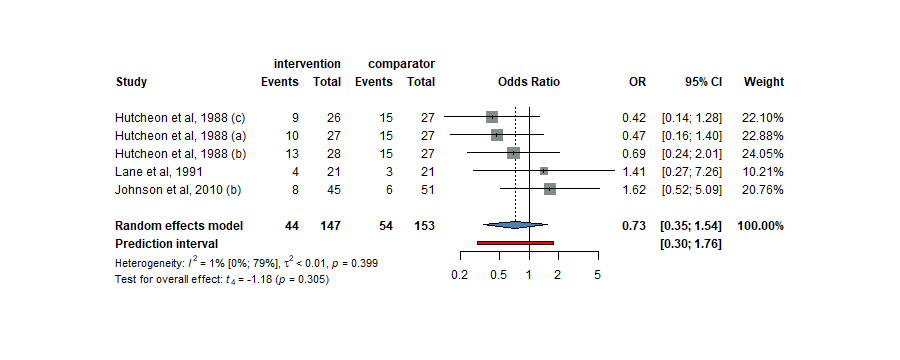 intervention comparator
Study Events Total Events Total Odds Ratio OR 95% CI Weight
Hutcheon et al, 1988 (c) 9 26 15 27 0.42 [0.14; 1.28] 22.10%
Hutcheon et al, 1988 (a) 10 27 15 27 0.47 [0.16; 1.40] 22.88%
Hutcheon et al, 1988 (b) 13 28 15 27 0.69 [0.24; 2.01] 24.05%
Lane et al, 1991 4 21 3 21 1.41 [0.27; 7.26] 10.21%
Johnson et al, 2010 (b) 8 45 6 51 1.62 [0.52; 5.09] 20.76%
Random effects model 44 147 54 153 0.73 [0.35; 1.54] 100.00%
Prediction interval [0.30; 1.76]
Heterogeneity: I² = 1% [0%; 79%], τ² < 0.01, p = 0.399
Test for overall effect: t₄ = -1.18 (p = 0.305)
0.2 0.5 1 2 5